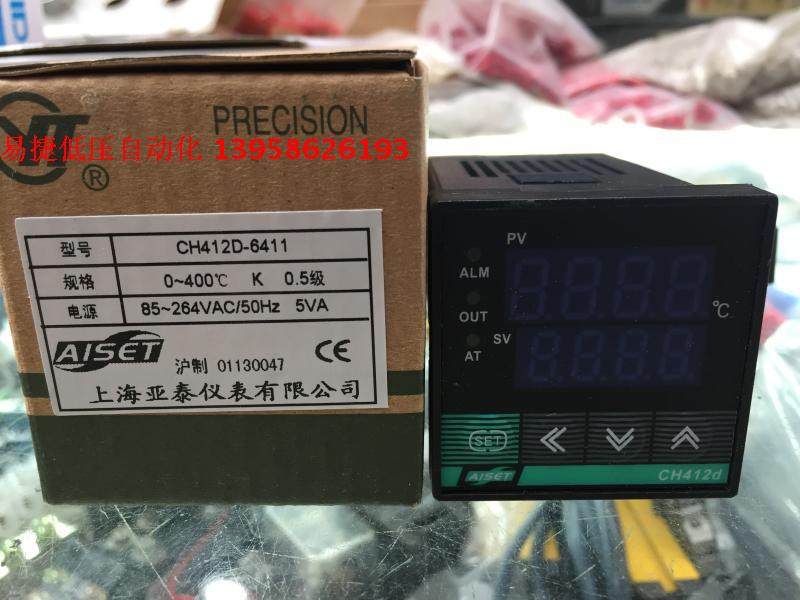 PRECISION
易捷低压自动化 13958626193
®
型号 CH412D-6411
规格 0~400℃ K 0.5级
电源 85~264VAC/50Hz 5VA
AISET 沪制 01130047 CE
上海亚泰仪表有限公司
PV
ALM
OUT
℃
SV
AT
SET
AISET CH412d